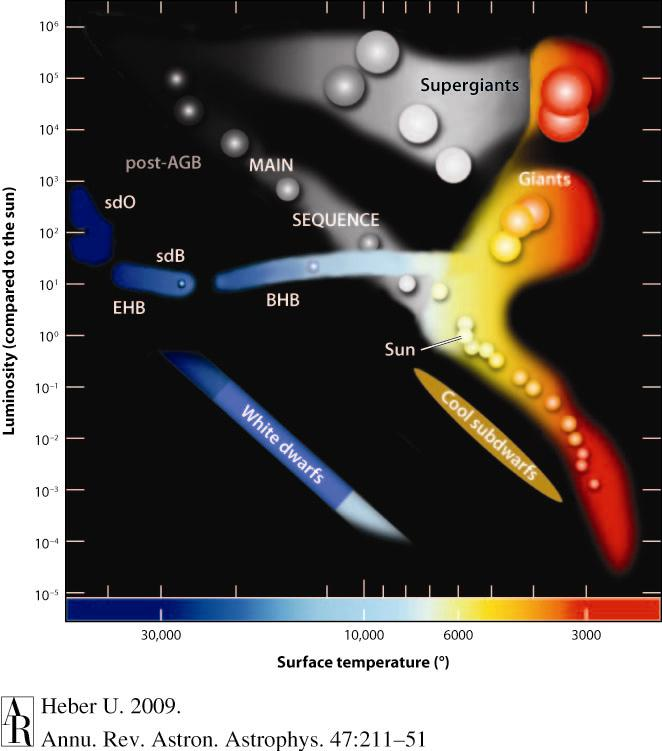 10⁶
10⁵
Supergiants
10⁴
post-AGB
MAIN
10³
Giants
sdO
SEQUENCE
10²
sdB
10¹
EHB
BHB
10⁰
Sun
10⁻¹
White dwarfs
Cool subdwarfs
10⁻²
10⁻³
10⁻⁴
10⁻⁵
Luminosity (compared to the sun)
30,000 10,000 6000 3000
Surface temperature (°)
AR
Heber U. 2009.
Annu. Rev. Astron. Astrophys. 47:211–51